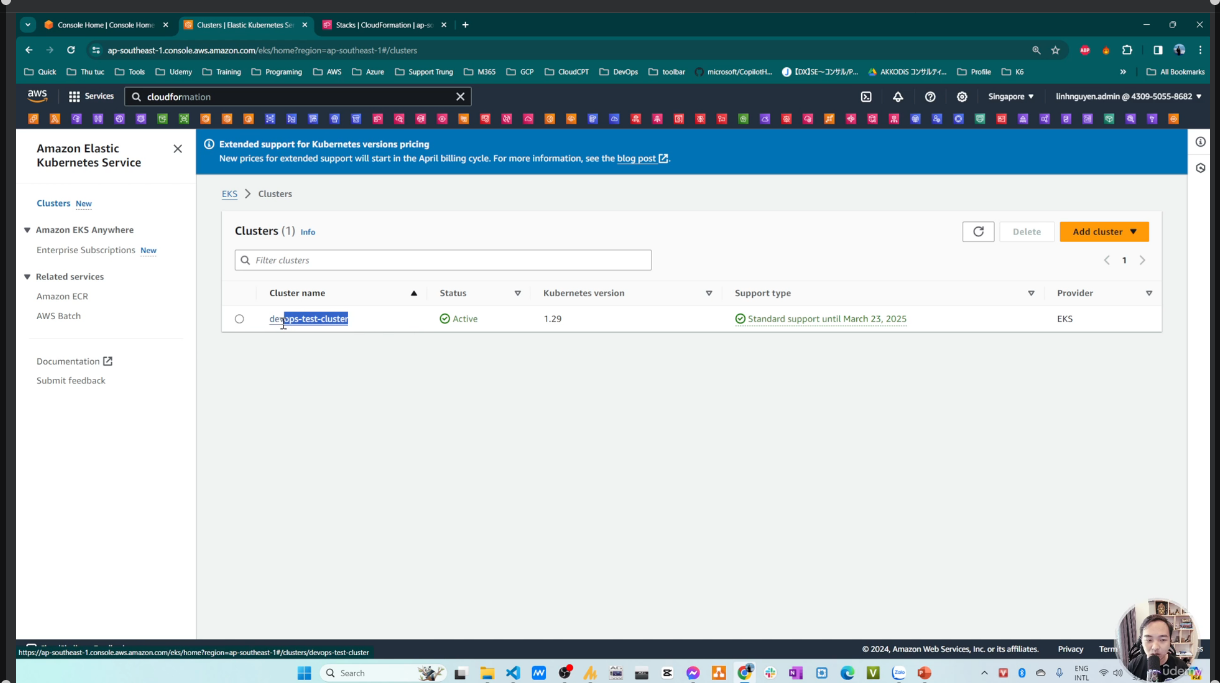 Console Home | Console Home
Clusters | Elastic Kubernetes Se
Stacks | CloudFormation | ap-s
ap-southeast-1.console.aws.amazon.com/eks/home?region=ap-southeast-1#/clusters
Quick
Thu tuc
Tools
Udemy
Training
Programing
AWS
Azure
Support Trung
M365
GCP
CloudCPT
DevOps
toolbar
microsoft/CopilotH...
【DX】SE～コンサル/P...
AKKODiS コンサルティ...
Profile
K6
»
All Bookmarks
aws
Services
cloudformation
Singapore
linhnguyen.admin @ 4309-5055-8682
Amazon Elastic
Kubernetes Service
Clusters New
Amazon EKS Anywhere
Enterprise Subscriptions New
Related services
Amazon ECR
AWS Batch
Documentation
Submit feedback
Extended support for Kubernetes versions pricing
New prices for extended support will start in the April billing cycle. For more information, see the blog post.
EKS > Clusters
Clusters (1) Info
Delete
Add cluster
Filter clusters
1
Cluster name
Status
Kubernetes version
Support type
Provider
devops-test-cluster
Active
1.29
Standard support until March 23, 2025
EKS
https://ap-southeast-1.console.aws.amazon.com/eks/home?region=ap-southeast-1#/clusters/devops-test-cluster
© 2024, Amazon Web Services, Inc. or its affiliates.
Privacy
Search
ENG
INTL
udemy